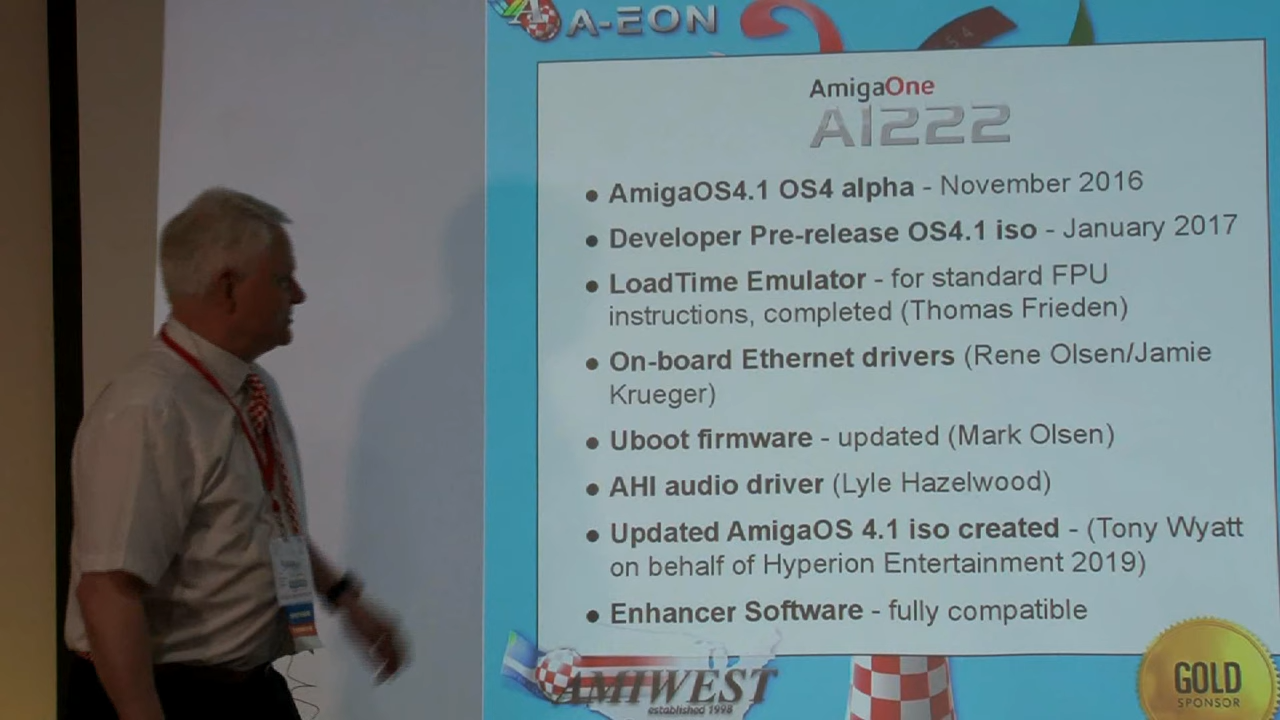 A-EON
AmigaOne
A1222
● AmigaOS4.1 OS4 alpha - November 2016
● Developer Pre-release OS4.1 iso - January 2017
● LoadTime Emulator - for standard FPU
instructions, completed (Thomas Frieden)
● On-board Ethernet drivers (Rene Olsen/Jamie
Krueger)
● Uboot firmware - updated (Mark Olsen)
● AHI audio driver (Lyle Hazelwood)
● Updated AmigaOS 4.1 iso created - (Tony Wyatt
on behalf of Hyperion Entertainment 2019)
● Enhancer Software - fully compatible
AMIWEST
established 1998
GOLD
SPONSOR